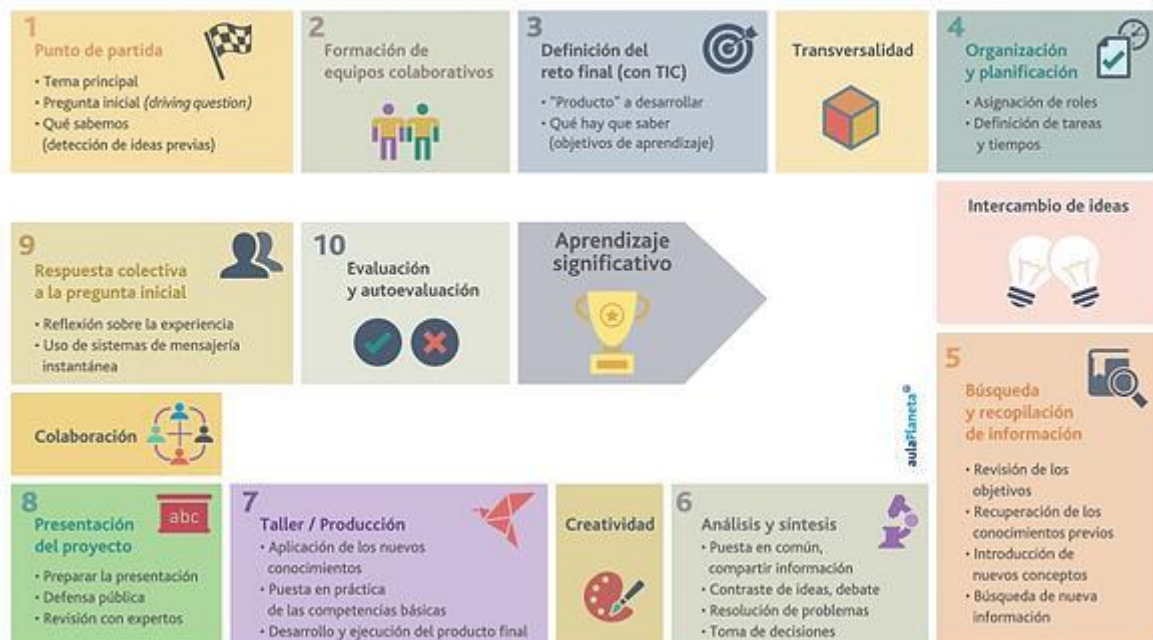 1
Punto de partida
• Tema principal
• Pregunta inicial (driving question)
• Qué sabemos
(detección de ideas previas)
2
Formación de
equipos colaborativos
3
Definición del
reto final (con TIC)
• "Producto" a desarrollar
• Qué hay que saber
(objetivos de aprendizaje)
Transversalidad
4
Organización
y planificación
• Asignación de roles
• Definición de tareas
y tiempos
Intercambio de ideas
5
Búsqueda
y recopilación
de información
• Revisión de los
objetivos
• Recuperación de los
conocimientos previos
• Introducción de
nuevos conceptos
• Búsqueda de nueva
información
6
Análisis y síntesis
• Puesta en común,
compartir información
• Contraste de ideas, debate
• Resolución de problemas
• Toma de decisiones
Creatividad
7
Taller / Producción
• Aplicación de los nuevos
conocimientos
• Puesta en práctica
de las competencias básicas
• Desarrollo y ejecución del producto final
8
Presentación
del proyecto
abc
• Preparar la presentación
• Defensa pública
• Revisión con expertos
Colaboración
9
Respuesta colectiva
a la pregunta inicial
• Reflexión sobre la experiencia
• Uso de sistemas de mensajería
instantánea
10
Evaluación
y autoevaluación
Aprendizaje
significativo
aulaPlaneta